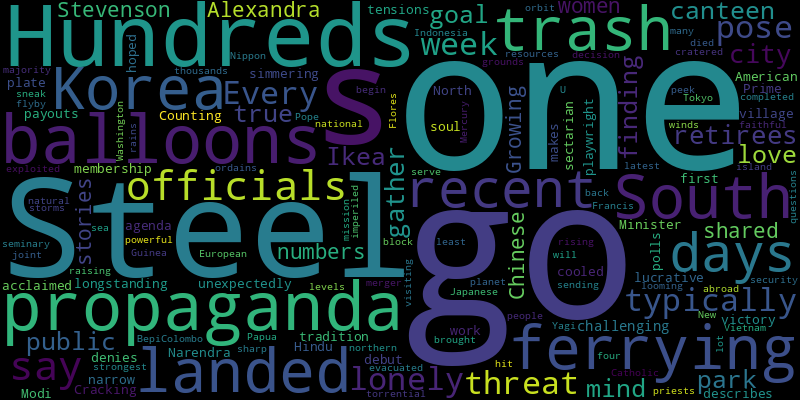 Stevenson
Alexandra
tensions
goal
orbit
women
canteen
Hundreds
hoped
Indonesia
trash
many
pose
week
Nippon
resources
decision
died
cratered
majority
thousands
simmering
one
grounds
city
plate
Korea
Every
s
begin
North
U
peek
American
sneak
Tokyo
Prime
completed
flyby
payouts
Counting
true
Flores
soul
Mercury
Growing
makes
sectarian
playwright
finding
winds
village
faithful
retirees
balloons
Washington
rains
national
Pope
Ikea
latest
island
love
exploited
membership
ordains
gather
serve
back
first
Steel
officials
recent
Francis
South
questions
stories
natural
storms
agenda
mission
imperiled
Minister
shared
sea
powerful
European
block
go
Chinese
least
rising
polls
days
seminary
joint
Guinea
numbers
visiting
will
cooled
security
raising
longstanding
unexpectedly
planet
sending
lucrative
looming
acclaimed
levels
merger
Japanese
abroad
propaganda
people
typically
New
victory
public
BepiColombo
Papua
tradition
work
brought
Yagi
challenging
Vietnam
say
denies
Narendra
sharp
Hindu
northern
debut
ferrying
lot
strongest
landed
evacuated
hit
four
park
narrow
lonely
threat
Catholic
mind
priests
describes
Modi
Cracking
torrential